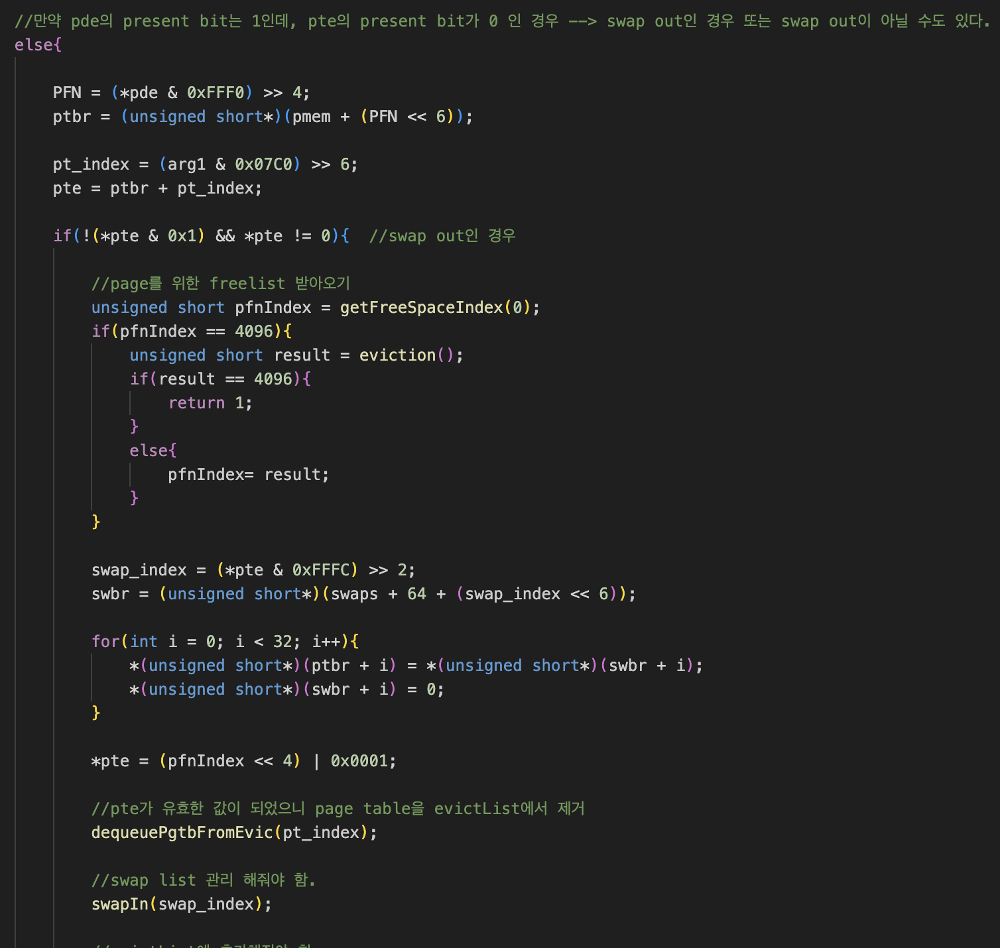 //만약 pde의 present bit는 1인데, pte의 present bit가 0 인 경우 --> swap out인 경우 또는 swap out이 아닐 수도 있다.
else{
PFN = (*pde & 0xFFF0) >> 4;
ptbr = (unsigned short*)(pmem + (PFN << 6));
pt_index = (arg1 & 0x07C0) >> 6;
pte = ptbr + pt_index;
if(!(*pte & 0x1) && *pte != 0){  //swap out인 경우
//page를 위한 freelist 받아오기
unsigned short pfnIndex = getFreeSpaceIndex(0);
if(pfnIndex == 4096){
unsigned short result = eviction();
if(result == 4096){
return 1;
}
else{
pfnIndex= result;
}
}
swap_index = (*pte & 0xFFFC) >> 2;
swbr = (unsigned short*)(swaps + 64 + (swap_index << 6));
for(int i = 0; i < 32; i++){
*(unsigned short*)(ptbr + i) = *(unsigned short*)(swbr + i);
*(unsigned short*)(swbr + i) = 0;
}
*pte = (pfnIndex << 4) | 0x0001;
//pte가 유효한 값이 되었으니 page table을 evictList에서 제거
dequeuePgtbFromEvic(pt_index);
//swap list 관리 해줘야 함.
swapIn(swap_index);